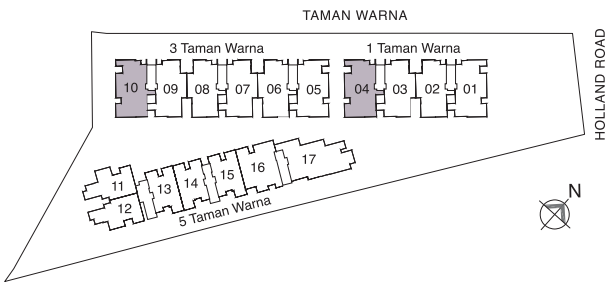 TAMAN WARNA
HOLLAND ROAD
3 Taman Warna
1 Taman Warna
10 09 08 07 06 05
04 03 02 01
11
12
13
14
15
16
17
5 Taman Warna
N